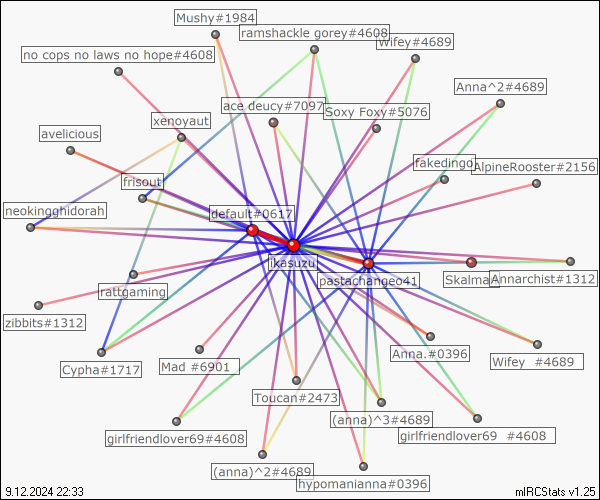 Mushy#1984
ramshackle gorey#4608
Wifey#4689
no cops no laws no hope#4608
Anna^2#4689
ace deucy#7097
Soxy Foxy#5076
xenoyaut
avelicious
fakedingo
AlpineRooster#2156
frisout
neokingghidorah
default#0617
ikasuzu
pastachangeo41
Skalma
Annarchist#1312
rattgaming
zibbits#1312
Anna.#0396
Wifey #4689
Cypha#1717
Mad #6901
Toucan#2473
(anna)^3#4689
girlfriendlover69#4608
girlfriendlover69 #4608
(anna)^2#4689
hypomanianna#0396
9.12.2024 22:33
mIRCStats v1.25